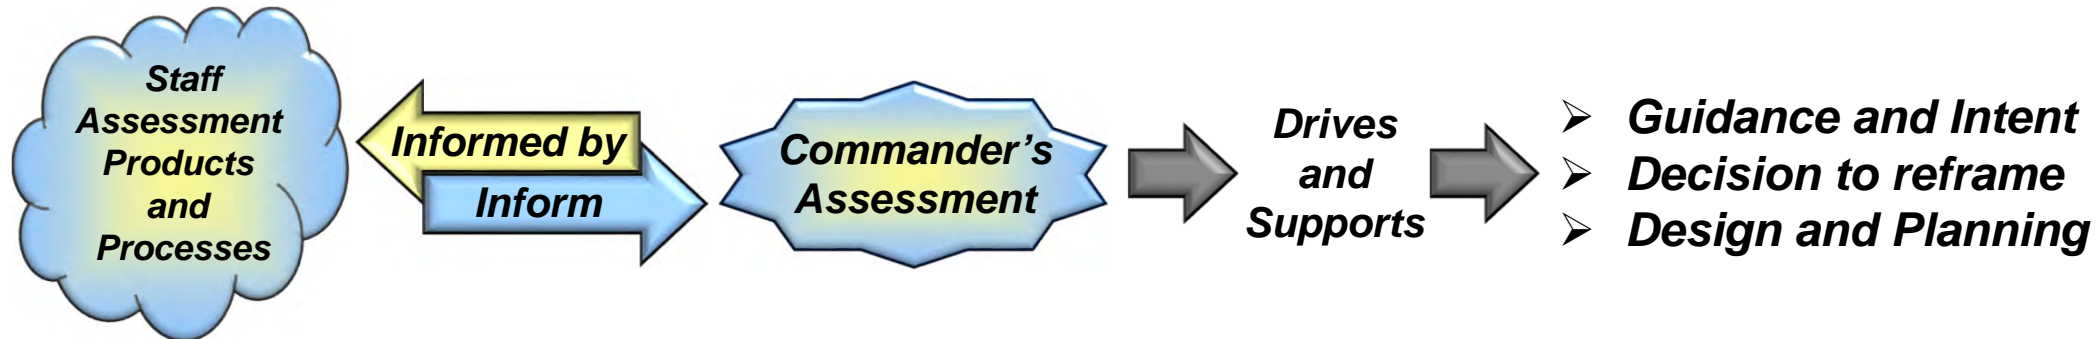 Staff
Assessment
Products
and
Processes
Informed by
Inform
Commander’s
Assessment
Drives
and
Supports
➢ Guidance and Intent
➢ Decision to reframe
➢ Design and Planning